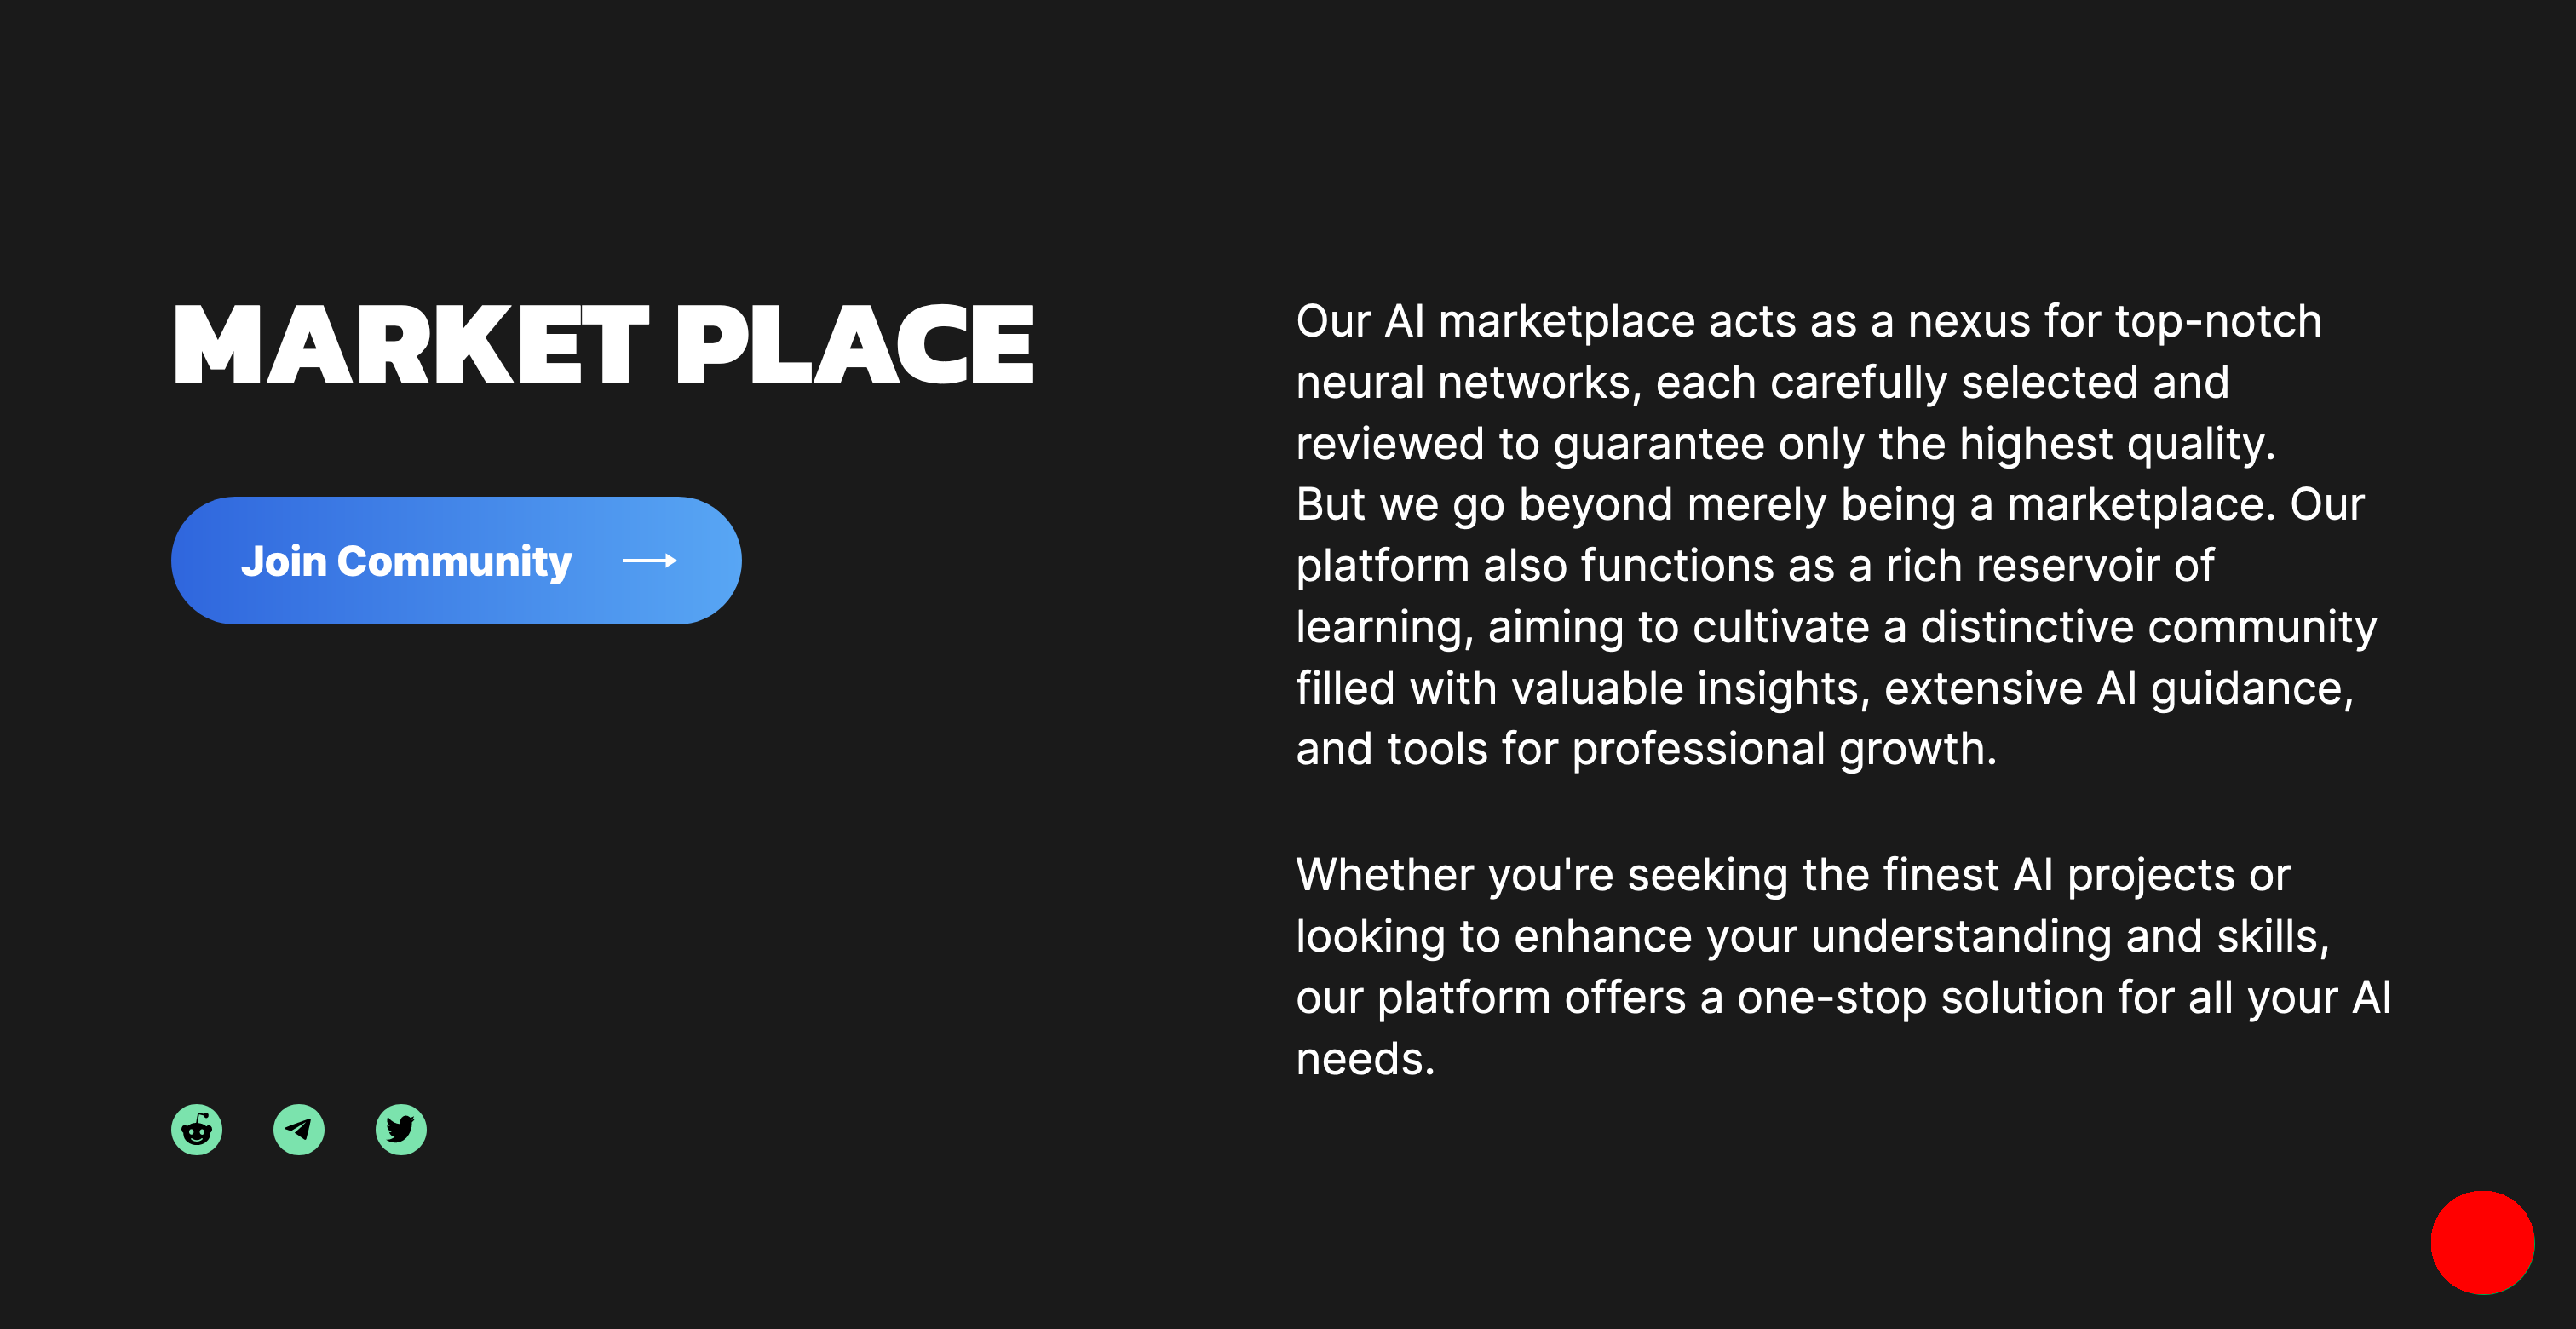 MARKET PLACE
Join Community
Our AI marketplace acts as a nexus for top-notch
neural networks, each carefully selected and
reviewed to guarantee only the highest quality.
But we go beyond merely being a marketplace. Our
platform also functions as a rich reservoir of
learning, aiming to cultivate a distinctive community
filled with valuable insights, extensive AI guidance,
and tools for professional growth.
Whether you're seeking the finest AI projects or
looking to enhance your understanding and skills,
our platform offers a one-stop solution for all your AI
needs.